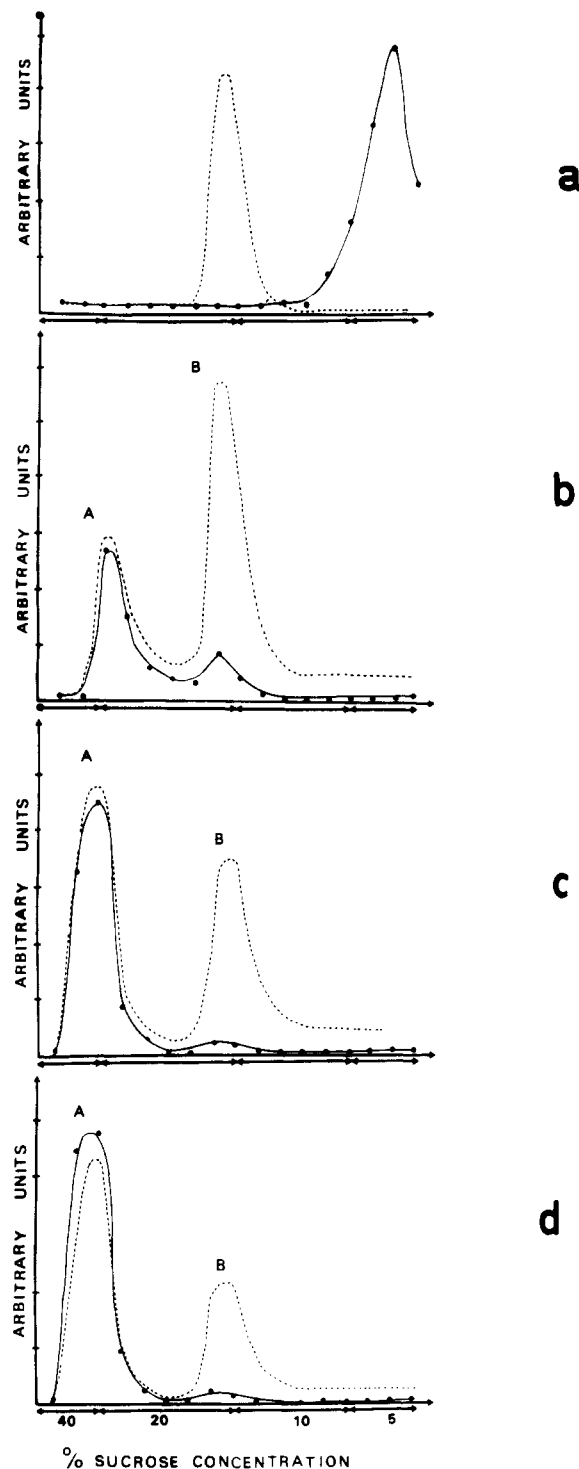 ARBITRARY UNITS
a
A
B
ARBITRARY UNITS
b
A
B
ARBITRARY UNITS
c
A
B
ARBITRARY UNITS
d
40 20 10 5
% SUCROSE CONCENTRATION